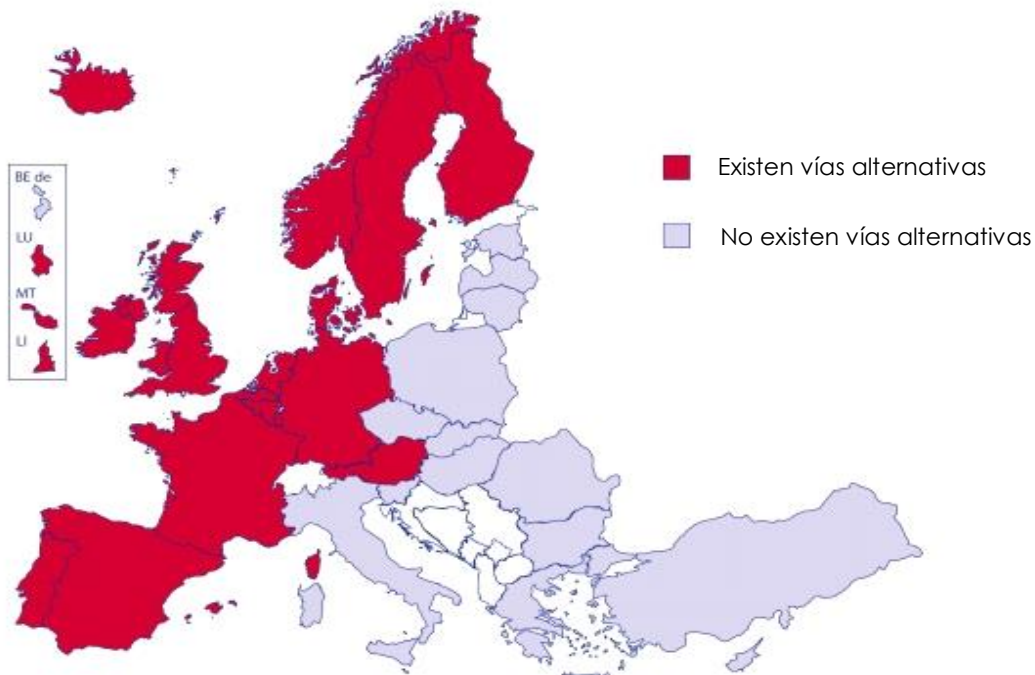 BE de
LU
MT
LI
Existen vías alternativas
No existen vías alternativas